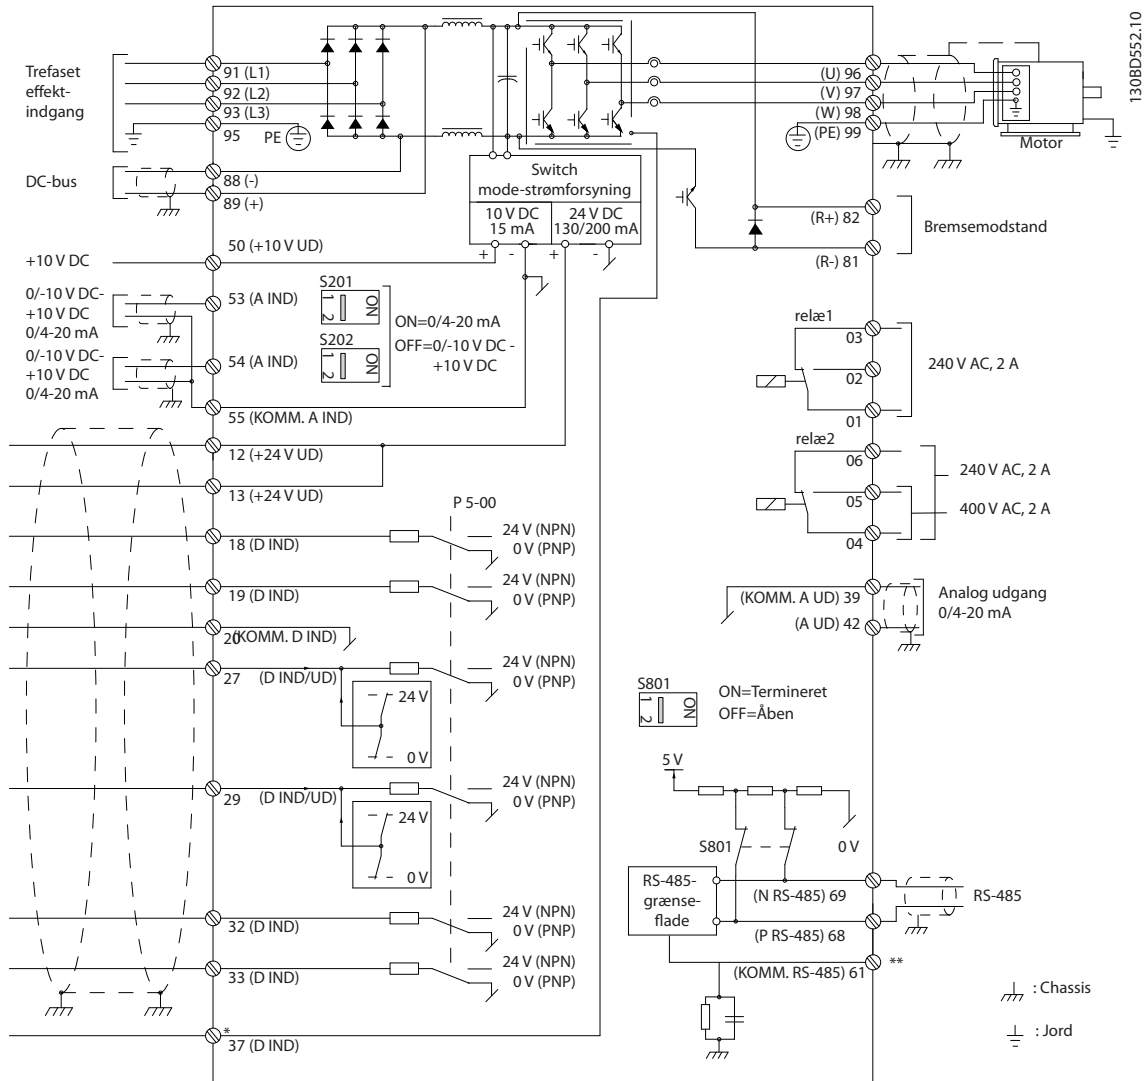 130BD552.10
Trefaset
effekt-
indgang
91 (L1)
92 (L2)
93 (L3)
95
PE
DC-bus
88 (-)
89 (+)
50 (+10 V UD)
+10 V DC
0/-10 V DC-
+10 V DC
0/4-20 mA
53 (A IND)
0/-10 V DC-
+10 V DC
0/4-20 mA
54 (A IND)
55 (KOMM. A IND)
12 (+24 V UD)
13 (+24 V UD)
18 (D IND)
19 (D IND)
20 (KOMM. D IND)
27 (D IND/UD)
29 (D IND/UD)
32 (D IND)
33 (D IND)
*
37 (D IND)
Switch
mode-strømforsyning
10 V DC
15 mA
24 V DC
130/200 mA
+ - + -
S201
1 2 ON
S202
1 2 ON
ON=0/4-20 mA
OFF=0/-10 V DC -
+10 V DC
P 5-00
24 V (NPN)
0 V (PNP)
24 V (NPN)
0 V (PNP)
24 V (NPN)
0 V (PNP)
24 V
0 V
24 V (NPN)
0 V (PNP)
24 V
0 V
24 V (NPN)
0 V (PNP)
24 V (NPN)
0 V (PNP)
(U) 96
(V) 97
(W) 98
(PE) 99
Motor
(R+) 82
(R-) 81
Bremsemodstand
relæ1
03
02
01
240 V AC, 2 A
relæ2
06
05
04
240 V AC, 2 A
400 V AC, 2 A
(KOMM. A UD) 39
(A UD) 42
Analog udgang
0/4-20 mA
S801
1 2 ON
ON=Termineret
OFF=Åben
5 V
S801
0 V
RS-485-
grænse-
flade
(N RS-485) 69
(P RS-485) 68
(KOMM. RS-485) 61
**
RS-485
: Chassis
: Jord